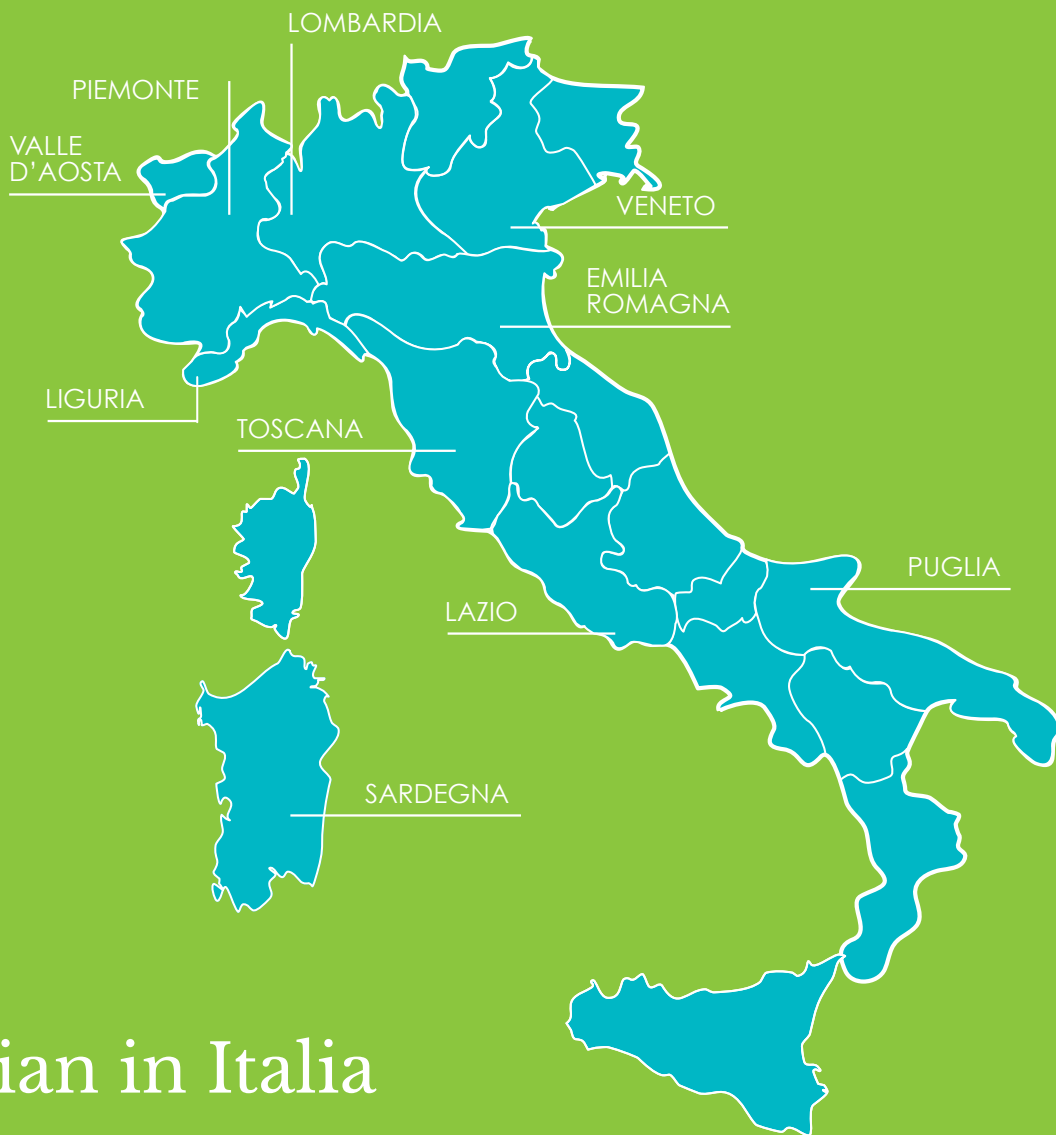 LOMBARDIA
PIEMONTE
VALLE
D'AOSTA
VENETO
EMILIA
ROMAGNA
LIGURIA
TOSCANA
PUGLIA
LAZIO
SARDEGNA
ian in Italia